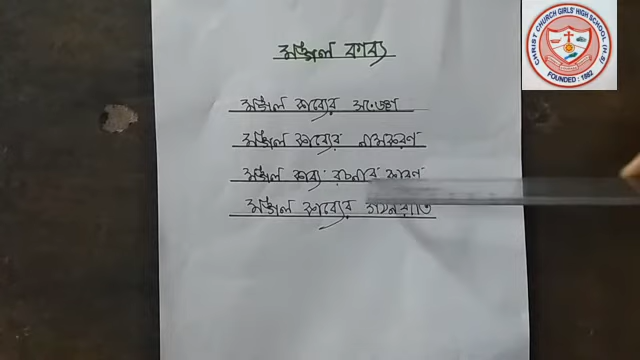 মঙ্গল কাব্য
মঙ্গল কাব্যের সংজ্ঞা
মঙ্গল কাব্যের নামকরণ
মঙ্গল কাব্য রচনার কারণ
মঙ্গল কাব্যের গঠনরীতি
CHRIST CHURCH GIRLS' HIGH SCHOOL (H.S)
FOUNDED : 1882